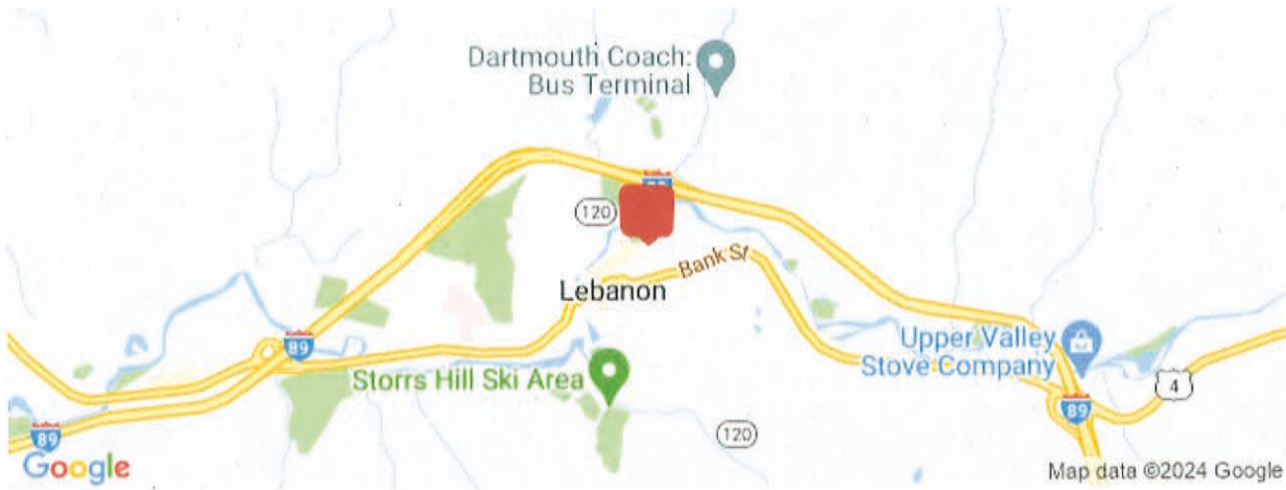 Dartmouth Coach:
Bus Terminal
120
Bank St
Lebanon
89
Upper Valley
Stove Company
Storrs Hill Ski Area
4
89
89
120
Google
Map data ©2024 Google